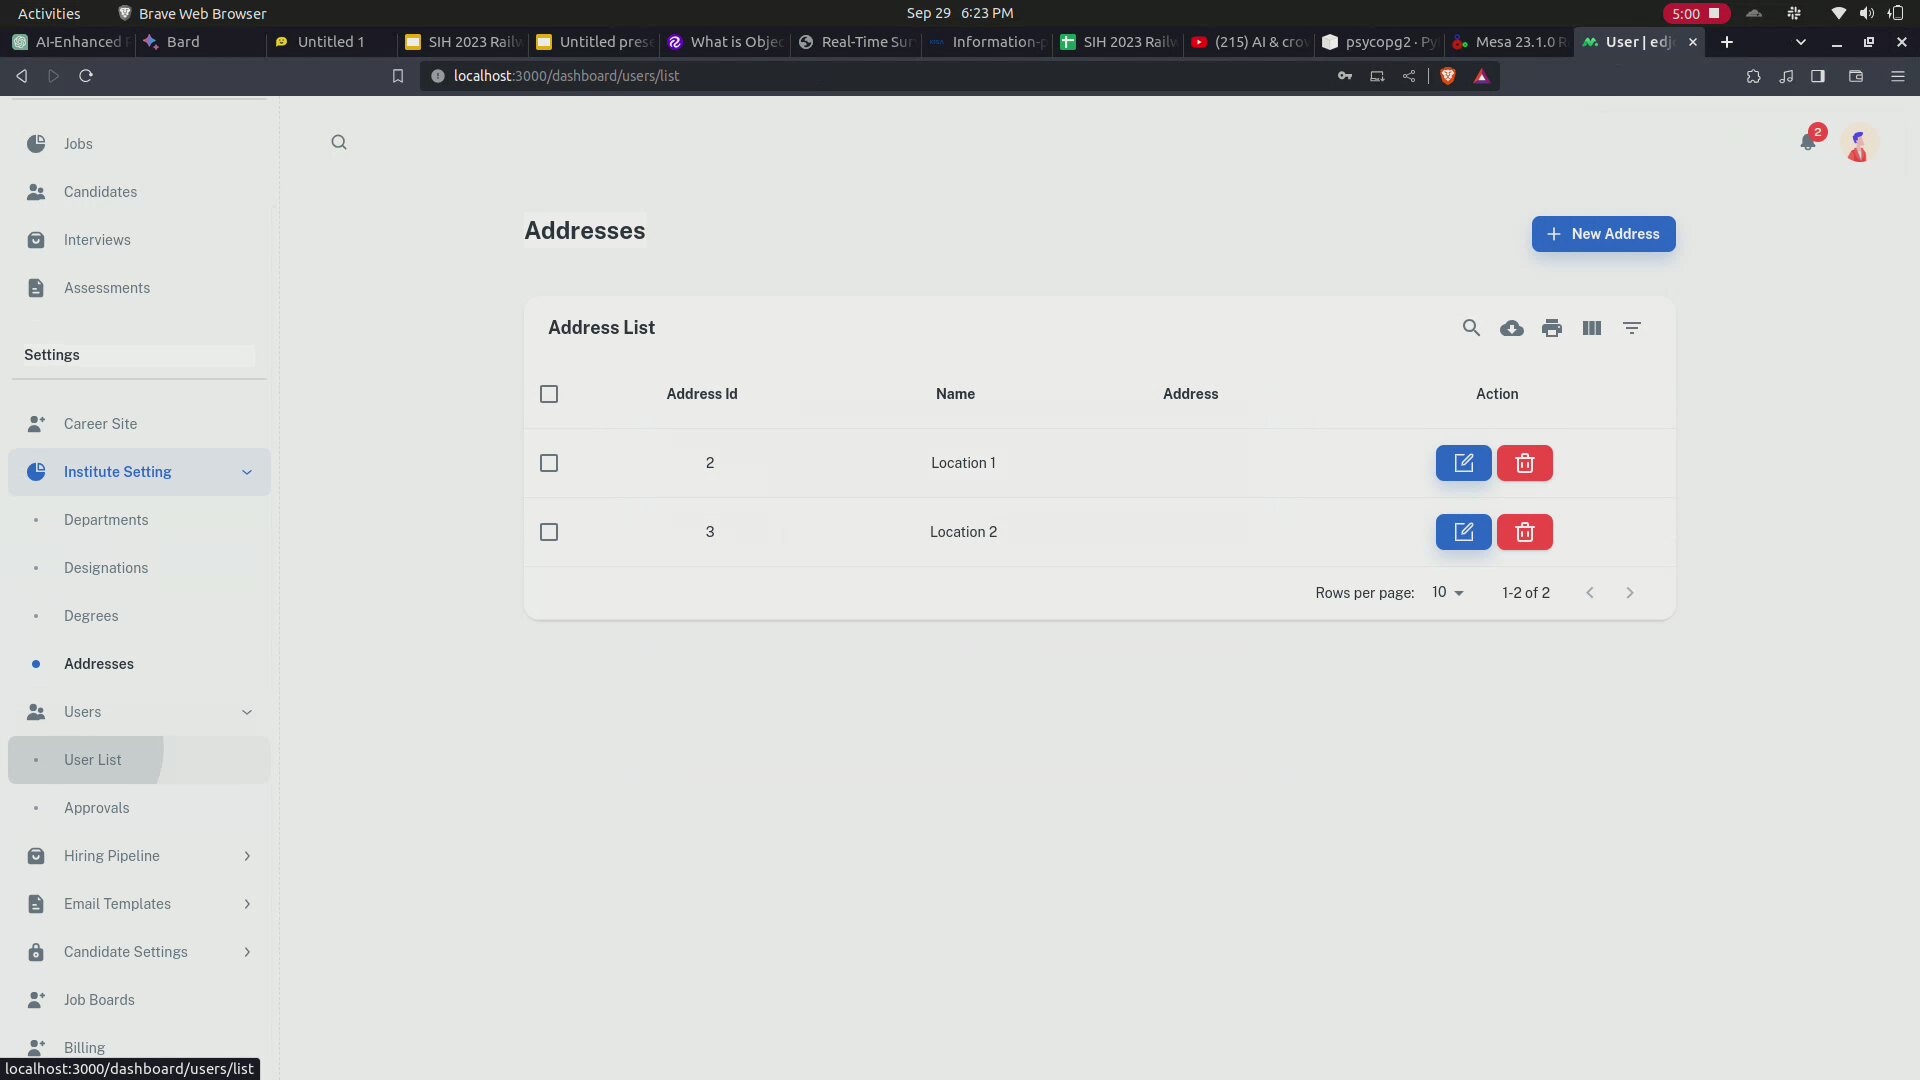 Activities
Brave Web Browser
Sep 29 6:23 PM
5:00
AI-Enhanced
Bard
Untitled 1
SIH 2023 Railw
Untitled prese
What is Objec
Real-Time Sur
Information-p
SIH 2023 Railw
(215) AI & cro
psycopg2 · Py
Mesa 23.1.0 R
User | edj
localhost:3000/dashboard/users/list
Jobs
Candidates
Interviews
Assessments
Settings
Career Site
Institute Setting
Departments
Designations
Degrees
Addresses
Users
User List
Approvals
Hiring Pipeline
Email Templates
Candidate Settings
Job Boards
Billing
2
Addresses
New Address
Address List
Address Id Name Address Action
2 Location 1
3 Location 2
Rows per page: 10 1-2 of 2
localhost:3000/dashboard/users/list